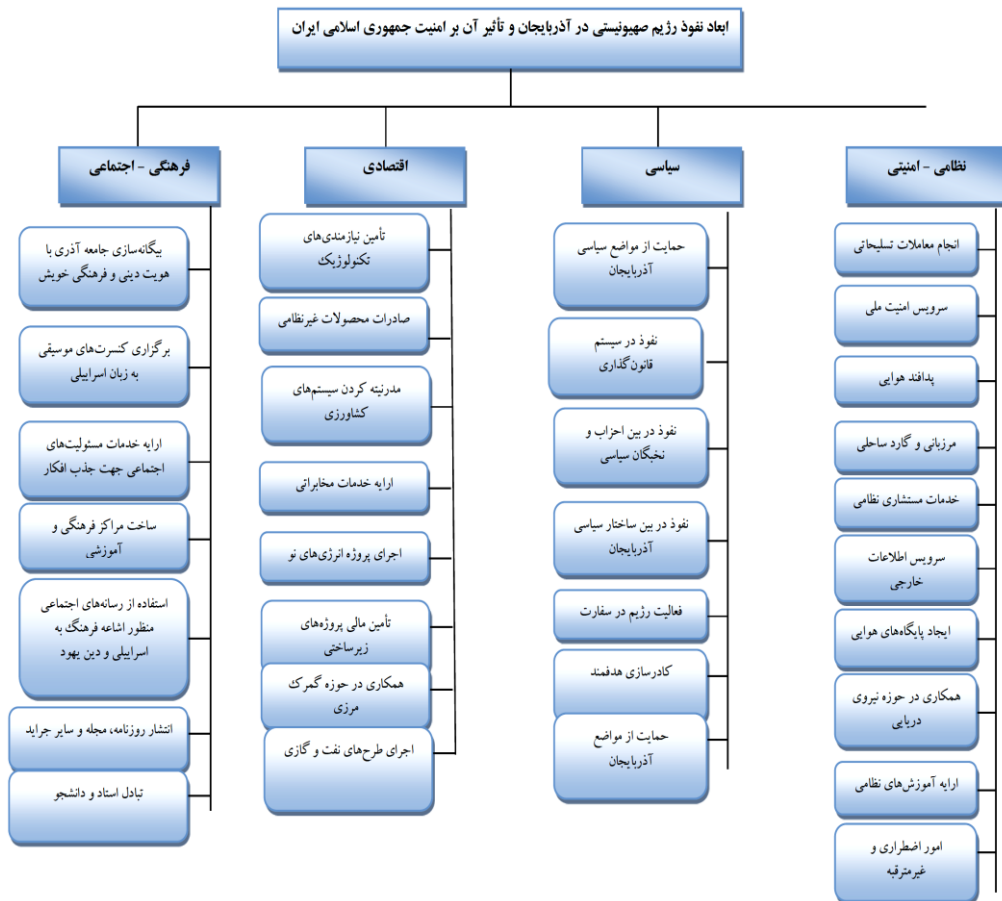 ابعاد نفوذ رژیم صهیونیستی در آذربایجان و تأثیر آن بر امنیت جمهوری اسلامی ایران
نظامی - امنیتی
انجام معاملات تسلیحاتی
سرویس امنیت ملی
پدافند هوایی
مرزبانی و گارد ساحلی
خدمات مستشاری نظامی
سرویس اطلاعات
خارجی
ایجاد پایگاه‌های هوایی
همکاری در حوزه نیروی
دریایی
ارایه آموزش‌های نظامی
امور اضطراری و
غیرمترقبه
سیاسی
حمایت از مواضع سیاسی
آذربایجان
نفوذ در سیستم
قانون‌گذاری
نفوذ در بین احزاب و
نخبگان سیاسی
نفوذ در بین ساختار سیاسی
آذربایجان
فعالیت رژیم در سفارت
کادرسازی هدفمند
حمایت از مواضع
آذربایجان
اقتصادی
تأمین نیازمندی‌های
تکنولوژیک
صادرات محصولات غیرنظامی
مدرنیته کردن سیستم‌های
کشاورزی
ارایه خدمات مخابراتی
اجرای پروژه انرژی‌های نو
تأمین مالی پروژه‌های
زیرساختی
همکاری در حوزه گمرک
مرزی
اجرای طرح‌های نفت و گازی
فرهنگی - اجتماعی
بیگانه‌سازی جامعه آذری با
هویت دینی و فرهنگی خویش
برگزاری کنسرت‌های موسیقی
به زبان اسراییلی
ارایه خدمات مسئولیت‌های
اجتماعی جهت جذب افکار
ساخت مراکز فرهنگی و
آموزشی
استفاده از رسانه‌های اجتماعی
منظور اشاعه فرهنگ به
اسراییلی و دین یهود
انتشار روزنامه، مجله و سایر جراید
تبادل استاد و دانشجو